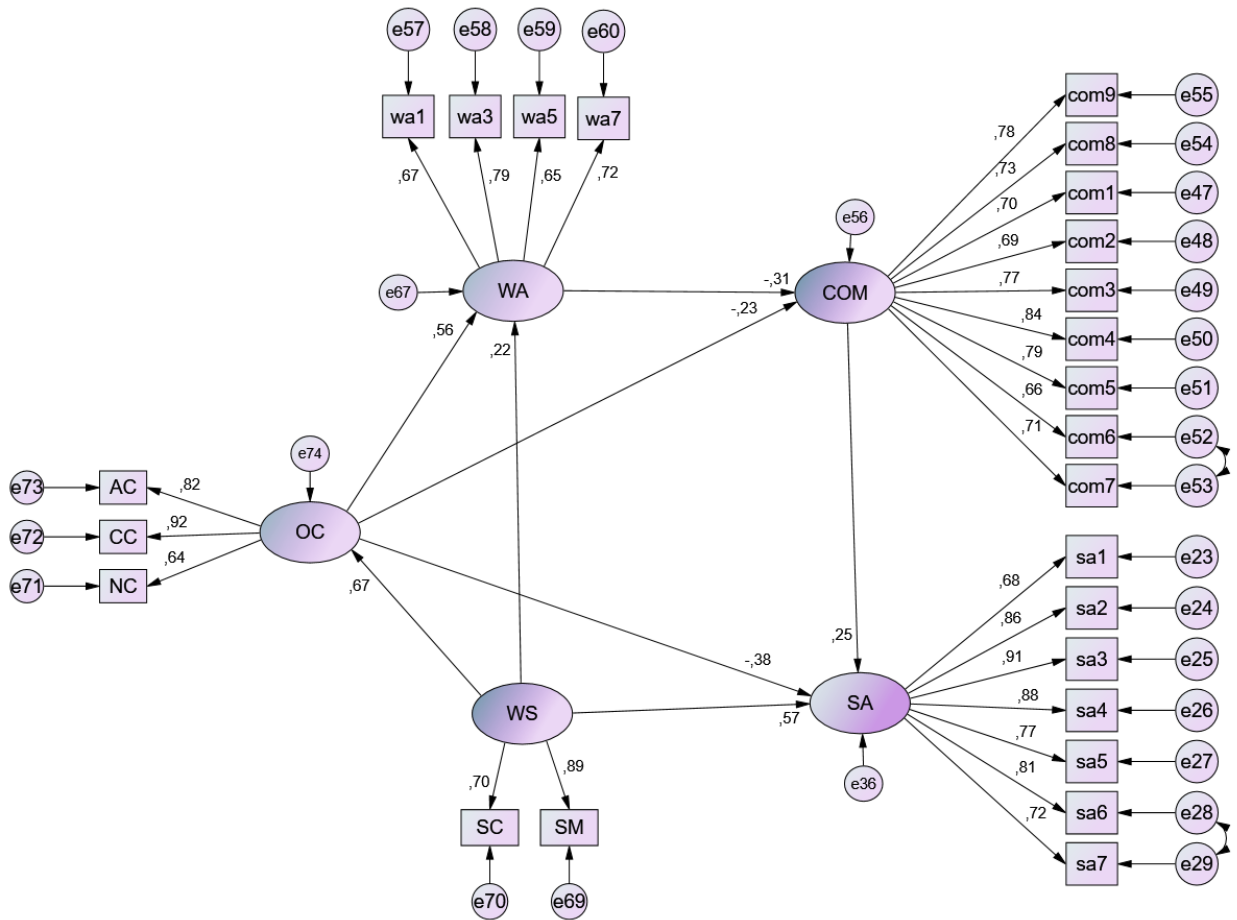 e57 e58 e59 e60
wa1 wa3 wa5 wa7
,67 ,79 ,65 ,72
e67 WA
e56
COM
-,31
-,23
,56
,22
com9 e55
,78
com8 e54
,73
com1 e47
,70
com2 e48
,69
com3 e49
,77
com4 e50
,84
com5 e51
,79
com6 e52
,66
com7 e53
,71
e74
OC
e73 AC ,82
e72 CC ,92
e71 NC ,64
,67
-,38
,25
WS
,57
SA
e36
,70 ,89
SC SM
e70 e69
sa1 e23
,68
sa2 e24
,86
sa3 e25
,91
sa4 e26
,88
sa5 e27
,77
sa6 e28
,81
sa7 e29
,72